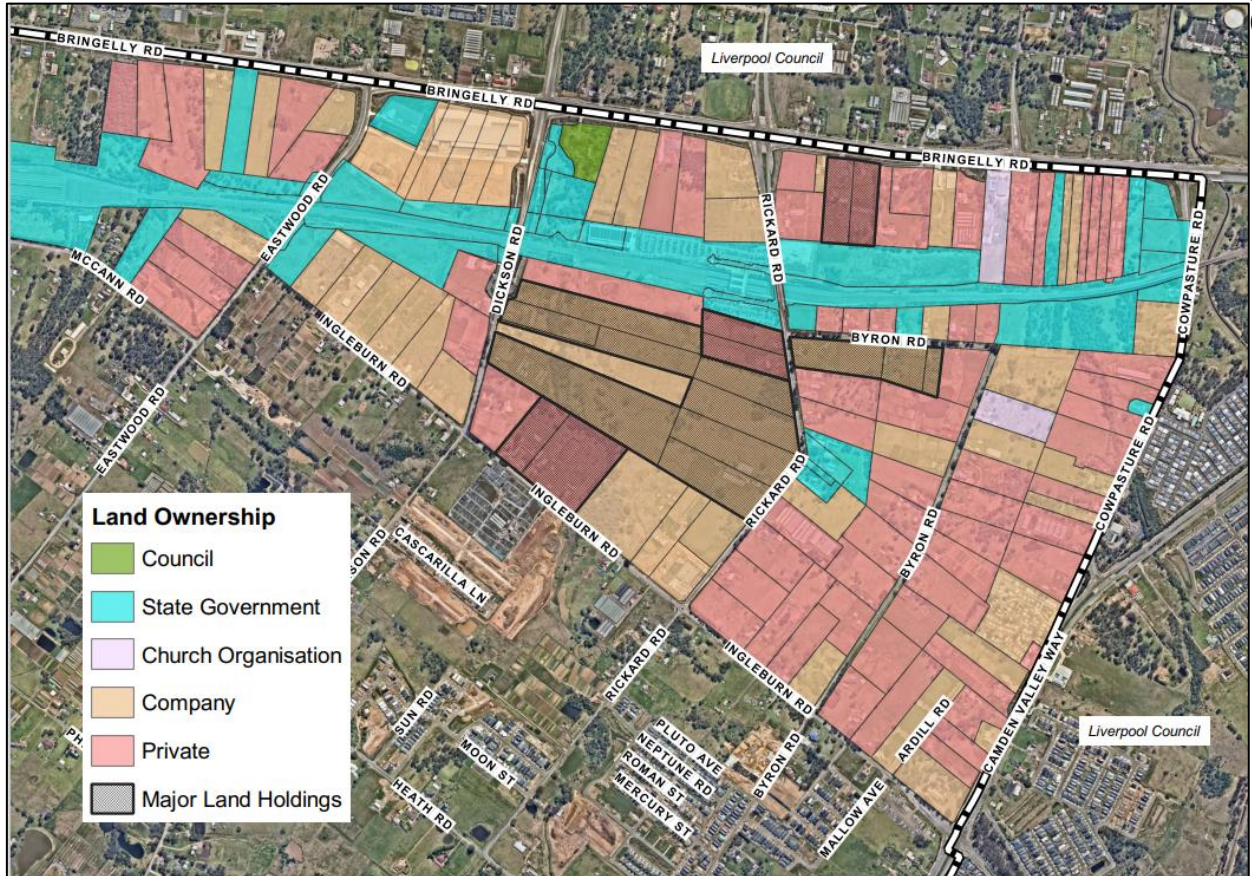 BRINGELLY RD
Liverpool Council
BRINGELLY RD
BRINGELLY RD
EASTWOOD RD
RICKARD RD
COWPASTURE RD
MCCANN RD
DICKSON RD
INGLEBURN RD
BYRON RD
EASTWOOD RD
COWPASTURE RD
RICKARD RD
INGLEBURN RD
BYRON RD
Land Ownership
Council
State Government
Church Organisation
Company
Private
Major Land Holdings
CASCARILLA LN
RICKARD RD
INGLEBURN RD
CAMDEN VALLEY WAY
ARDILL RD
Liverpool Council
SUN RD
MOON ST
HEATH RD
PLUTO AVE
NEPTUNE RD
ROMAN ST
MERCURY ST
BYRON RD
MALLOW AVE